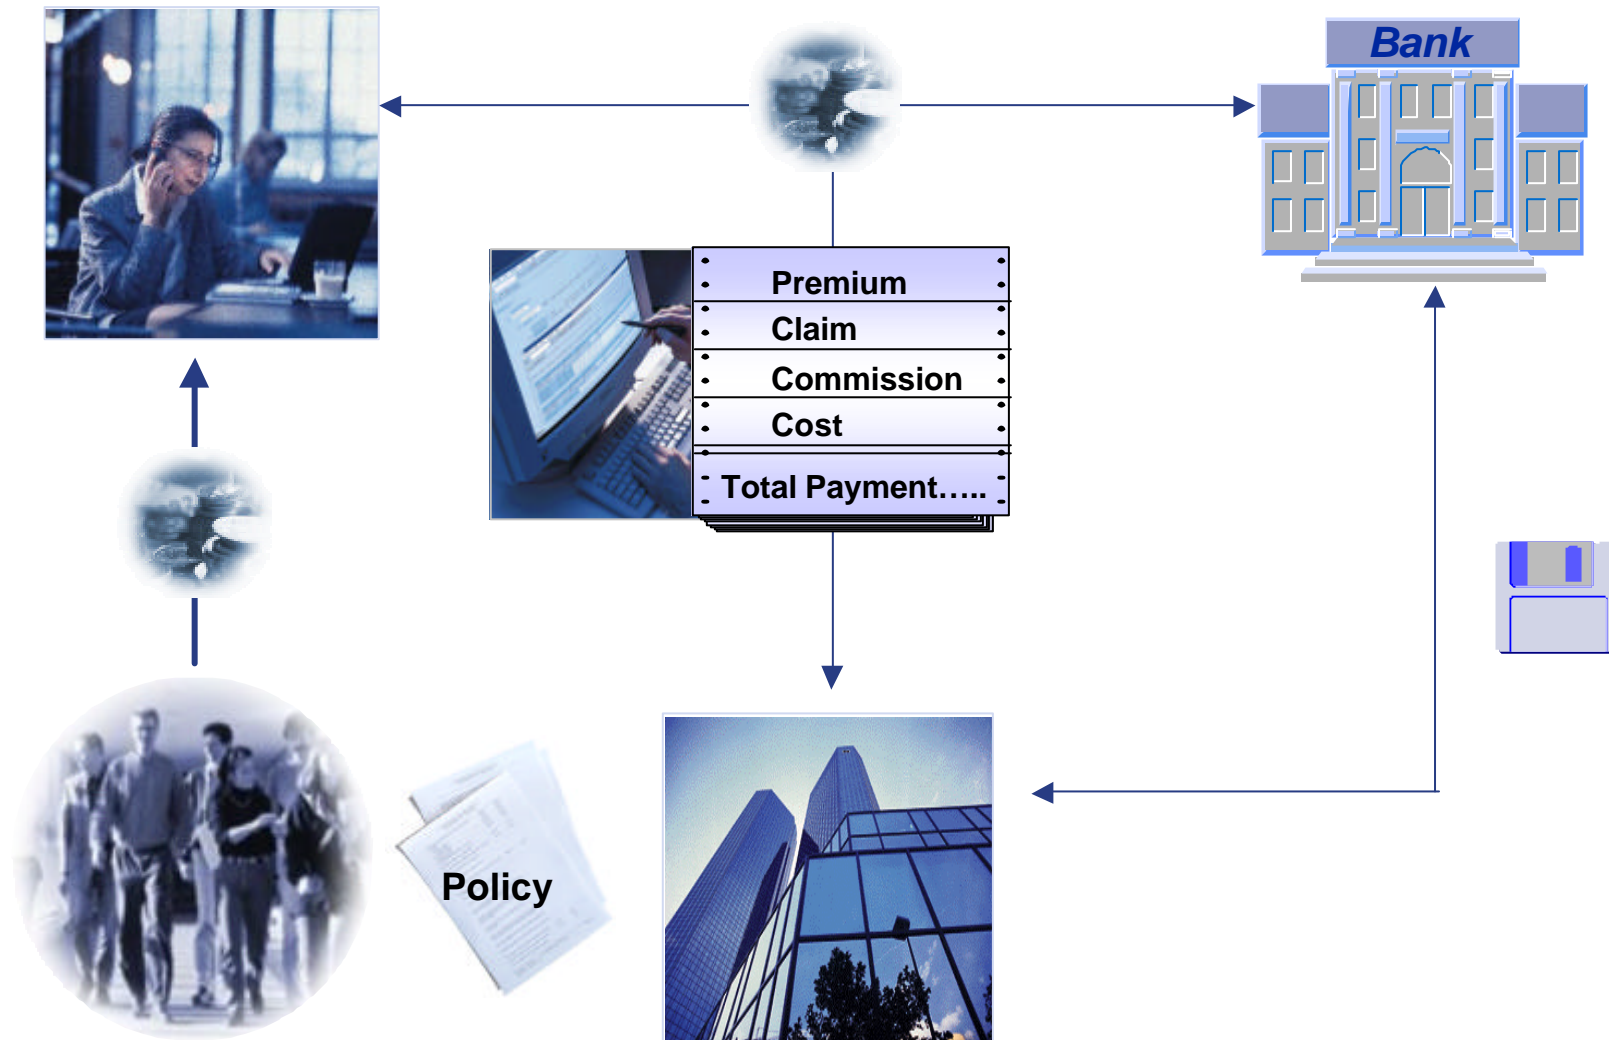 Bank
Premium
Claim
Commission
Cost
Total Payment…..
Policy